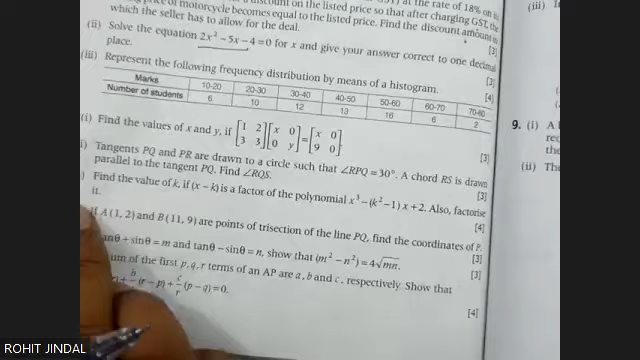 at the rate of 18% on
discount on the listed price so that after charging GST, the
price of motorcycle becomes equal to the listed price. Find the discount amount
which the seller has to allow for the deal. [3]
(ii) Solve the equation 2x² − 5x − 4 = 0 for x and give your answer correct to one decimal
place. [3]
(iii) Represent the following frequency distribution by means of a histogram. [4]
Marks 10-20 20-30 30-40 40-50 50-60 60-70 70-80
Number of students 6 10 12 13 16 6 2
(i) Find the values of x and y, if [1 2; 3 3] [x 0; 0 y] = [x 0; 9 0] [3]
Tangents PQ and PR are drawn to a circle such that ∠RPQ = 30°. A chord RS is drawn
parallel to the tangent PQ. Find ∠RQS. [3]
) Find the value of k, if (x − k) is a factor of the polynomial x³ − (k² − 1) x + 2. Also, factorise
it. [4]
If A (1, 2) and B (11, 9) are points of trisection of the line PQ, find the coordinates of P. [3]
tanθ + sinθ = m and tanθ − sinθ = n, show that (m² − n²) = 4√mn. [3]
um of the first p, q, r terms of an AP are a, b and c, respectively. Show that
+ b (r − p) + c/r (p − q) = 0. [4]
(iii)
9. (i) A
res
the
(ii) The
ROHIT JINDAL